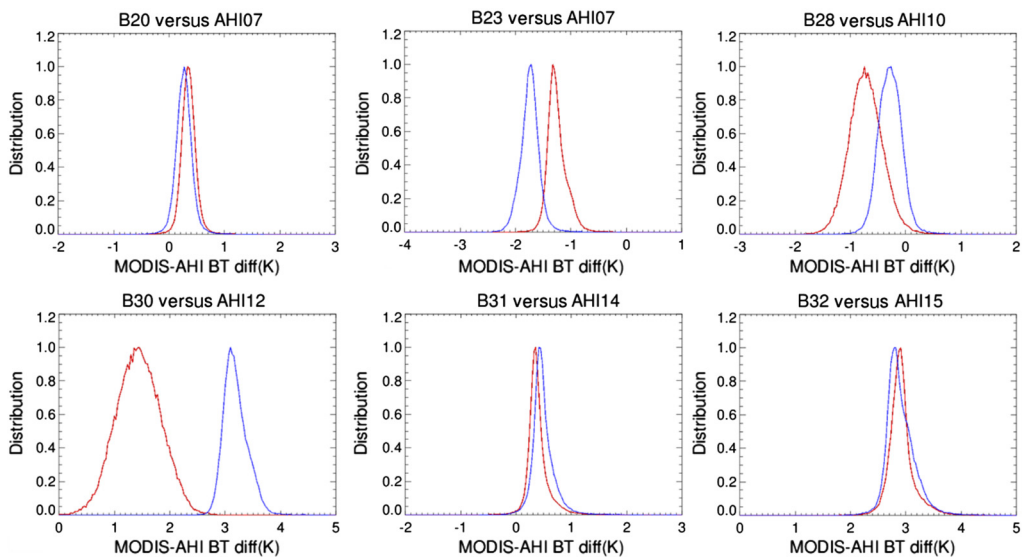 B20 versus AHI07
1.2
1.0
0.8
0.6
0.4
0.2
0.0
Distribution
-2 -1 0 1 2 3
MODIS-AHI BT diff(K)
B23 versus AHI07
1.2
1.0
0.8
0.6
0.4
0.2
0.0
Distribution
-4 -3 -2 -1 0 1
MODIS-AHI BT diff(K)
B28 versus AHI10
1.2
1.0
0.8
0.6
0.4
0.2
0.0
Distribution
-3 -2 -1 0 1 2
MODIS-AHI BT diff(K)
B30 versus AHI12
1.2
1.0
0.8
0.6
0.4
0.2
0.0
Distribution
0 1 2 3 4 5
MODIS-AHI BT diff(K)
B31 versus AHI14
1.2
1.0
0.8
0.6
0.4
0.2
0.0
Distribution
-2 -1 0 1 2 3
MODIS-AHI BT diff(K)
B32 versus AHI15
1.2
1.0
0.8
0.6
0.4
0.2
0.0
Distribution
0 1 2 3 4 5
MODIS-AHI BT diff(K)